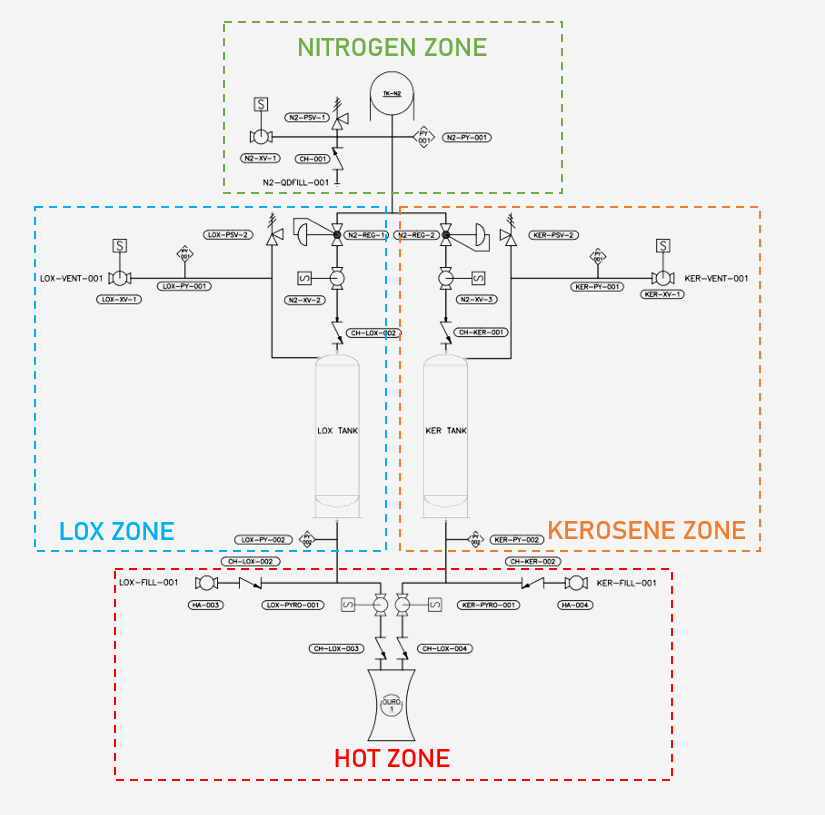 NITROGEN ZONE
TK-N2
S
N2-PSV-1
PY
001
N2-PY-001
N2-XV-1
CH-001
N2-QDFILL-001
LOX-PSV-2
N2-REG-1
N2-REG-2
KER-PSV-2
S
PY
001
PY
001
S
LOX-VENT-001
LOX-PY-001
S
S
KER-PY-001
KER-VENT-001
LOX-XV-1
N2-XV-2
N2-XV-3
KER-XV-1
CH-LOX-002
CH-KER-001
LOX TANK
KER TANK
LOX ZONE
KEROSENE ZONE
LOX-PY-002
PY
002
PY
002
KER-PY-002
CH-LOX-002
CH-KER-002
LOX-FILL-001
KER-FILL-001
HA-003
LOX-PYRO-001
S
S
KER-PYRO-001
HA-004
CH-LOX-003
CH-LOX-004
OURO
1
HOT ZONE